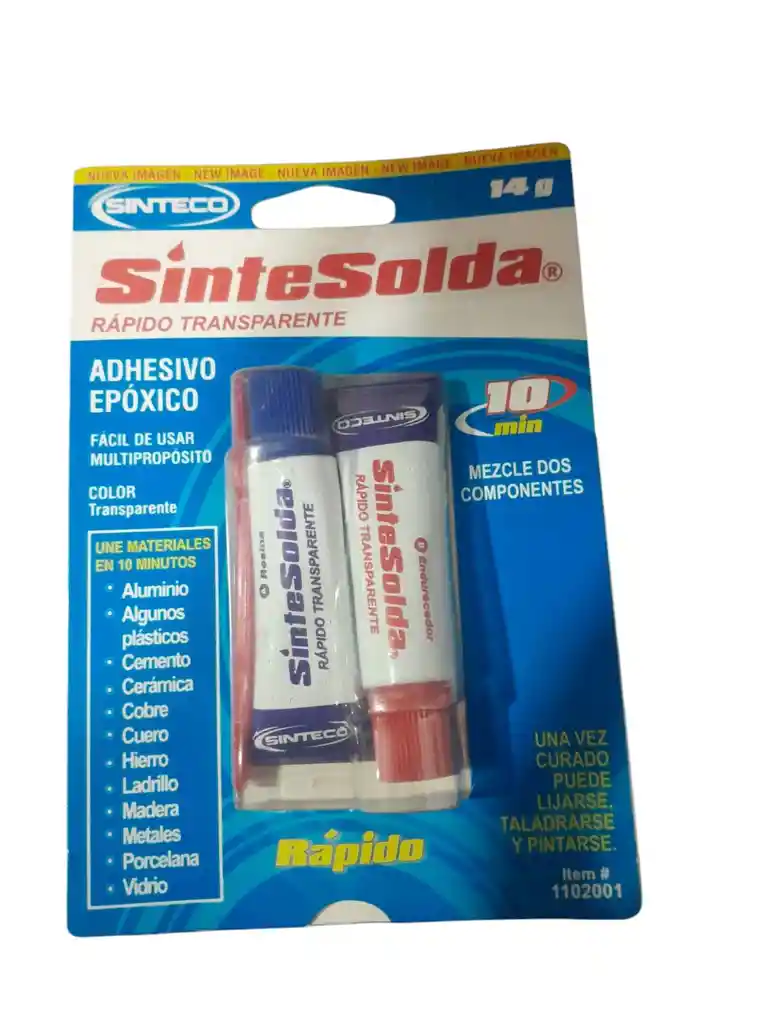 NUEVA IMAGEN - NEW IMAGE - NUEVA IMAGEN - NEW IMAGE - NUEVA IMAGEN
SINTECO
14 g
SinteSolda®
RÁPIDO TRANSPARENTE
ADHESIVO
EPÓXICO
FÁCIL DE USAR
MULTIPROPÓSITO
COLOR
Transparente
UNE MATERIALES
EN 10 MINUTOS
• Aluminio
• Algunos
plásticos
• Cemento
• Cerámica
• Cobre
• Cuero
• Hierro
• Ladrillo
• Madera
• Metales
• Porcelana
• Vidrio
A Resina
SinteSolda®
RÁPIDO TRANSPARENTE
SINTECO
SINTECO
SinteSolda®
RÁPIDO TRANSPARENTE
B Endurecedor
10
min
MEZCLE DOS
COMPONENTES
UNA VEZ
CURADO
PUEDE
LIJARSE,
TALADRARSE
Y PINTARSE.
Rápido
Item #
1102001